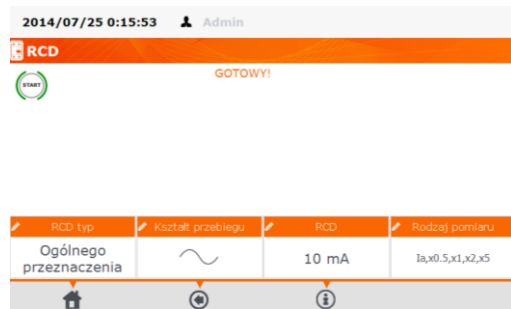 2014/07/25 0:15:53 Admin
RCD
START
GOTOWY!
RCD typ
Kształt przebiegu
RCD
Rodzaj pomiaru
Ogólnego
przeznaczenia
10 mA
Ia,x0.5,x1,x2,x5